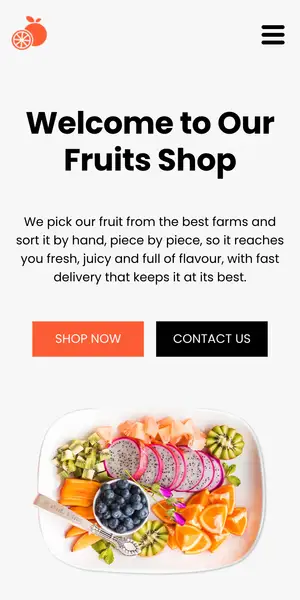 Welcome to Our
Fruits Shop
We pick our fruit from the best farms and
sort it by hand, piece by piece, so it reaches
you fresh, juicy and full of flavour, with fast
delivery that keeps it at its best.
SHOP NOW
CONTACT US